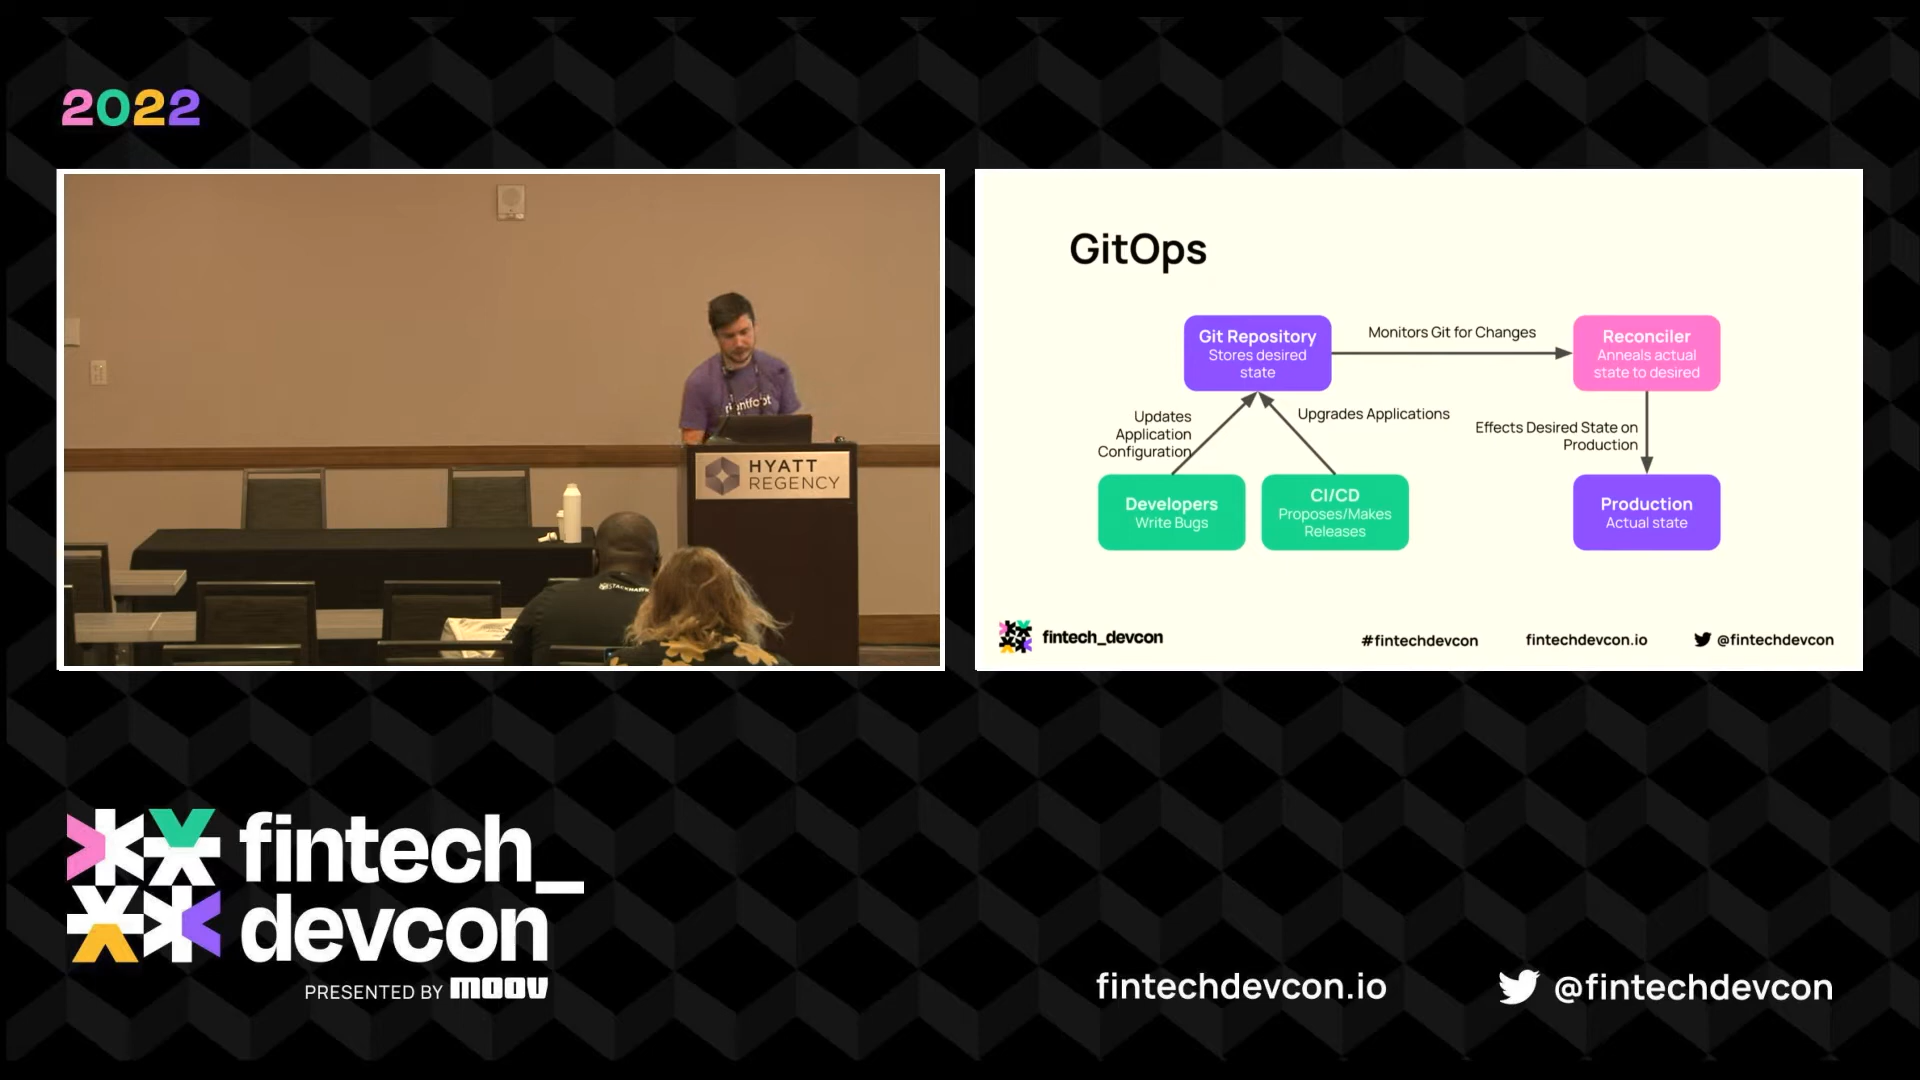 2022
rightfoot
HYATT
REGENCY
STACKHAWK
GitOps
Git Repository
Stores desired
state
Monitors Git for Changes
Reconciler
Anneals actual
state to desired
Updates
Application
Configuration
Upgrades Applications
Effects Desired State on
Production
Developers
Write Bugs
CI/CD
Proposes/Makes
Releases
Production
Actual state
fintech_devcon
#fintechdevcon
fintechdevcon.io
@fintechdevcon
fintech_
devcon
PRESENTED BY moov
fintechdevcon.io
@fintechdevcon